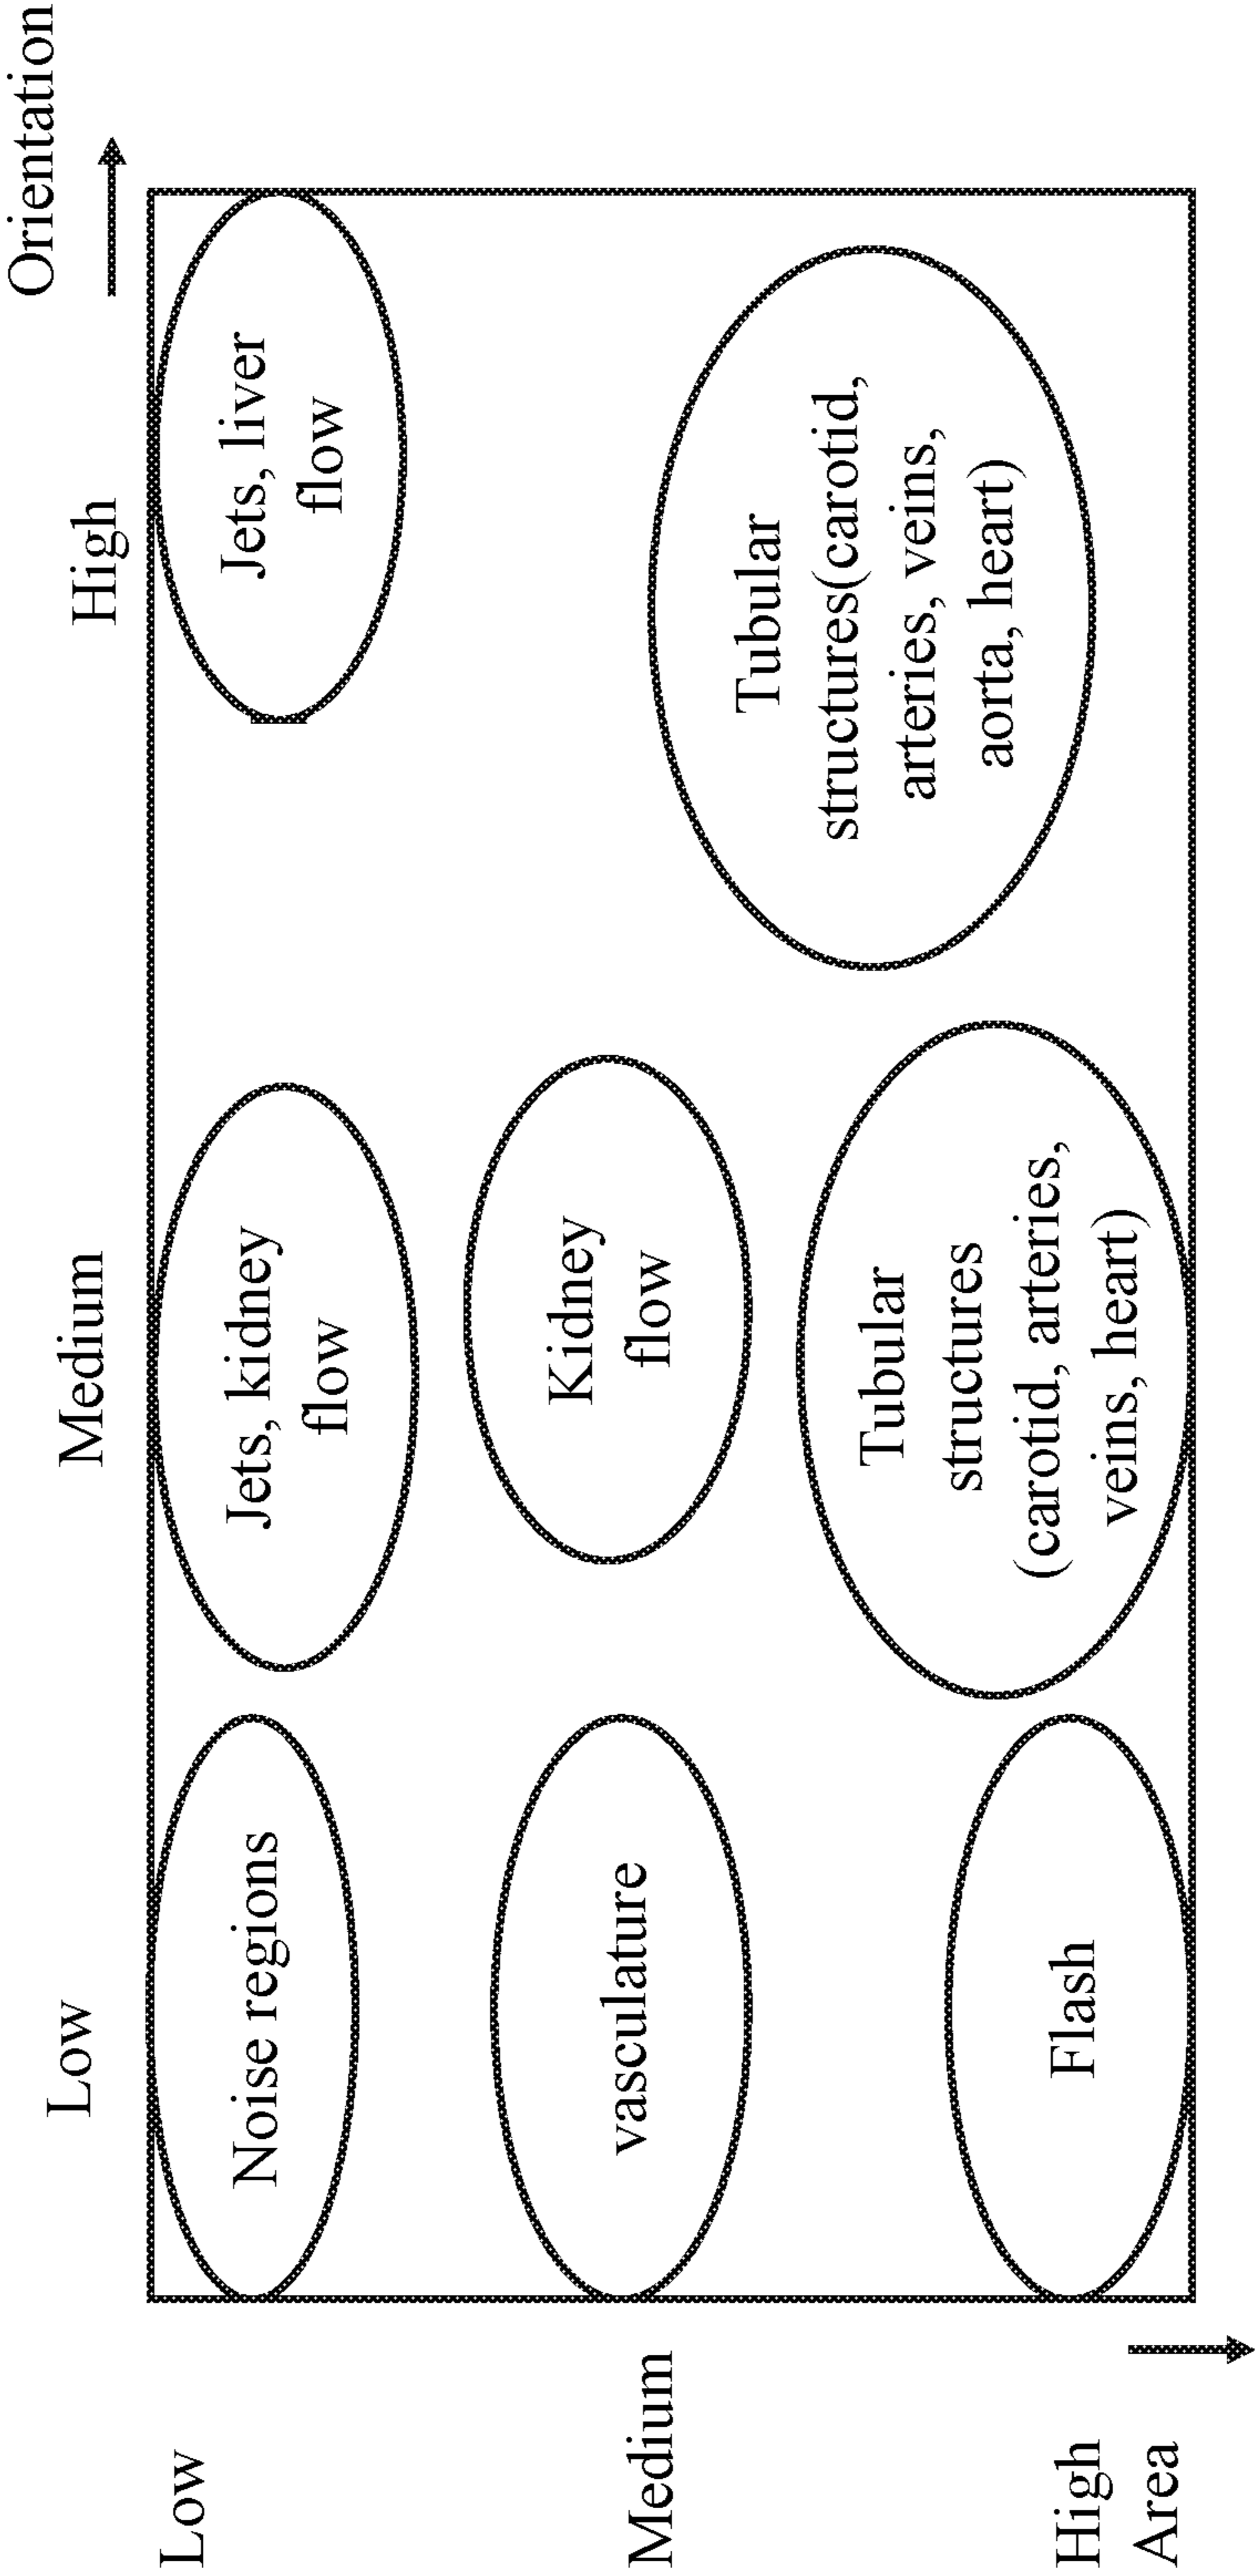 Orientation
Low
Medium
High
Low
Noise regions
Jets, kidney
flow
Jets, liver
flow
Medium
vasculature
Kidney
flow
Tubular
structures(carotid,
arteries, veins,
aorta, heart)
High
Area
Flash
Tubular
structures
(carotid, arteries,
veins, heart)